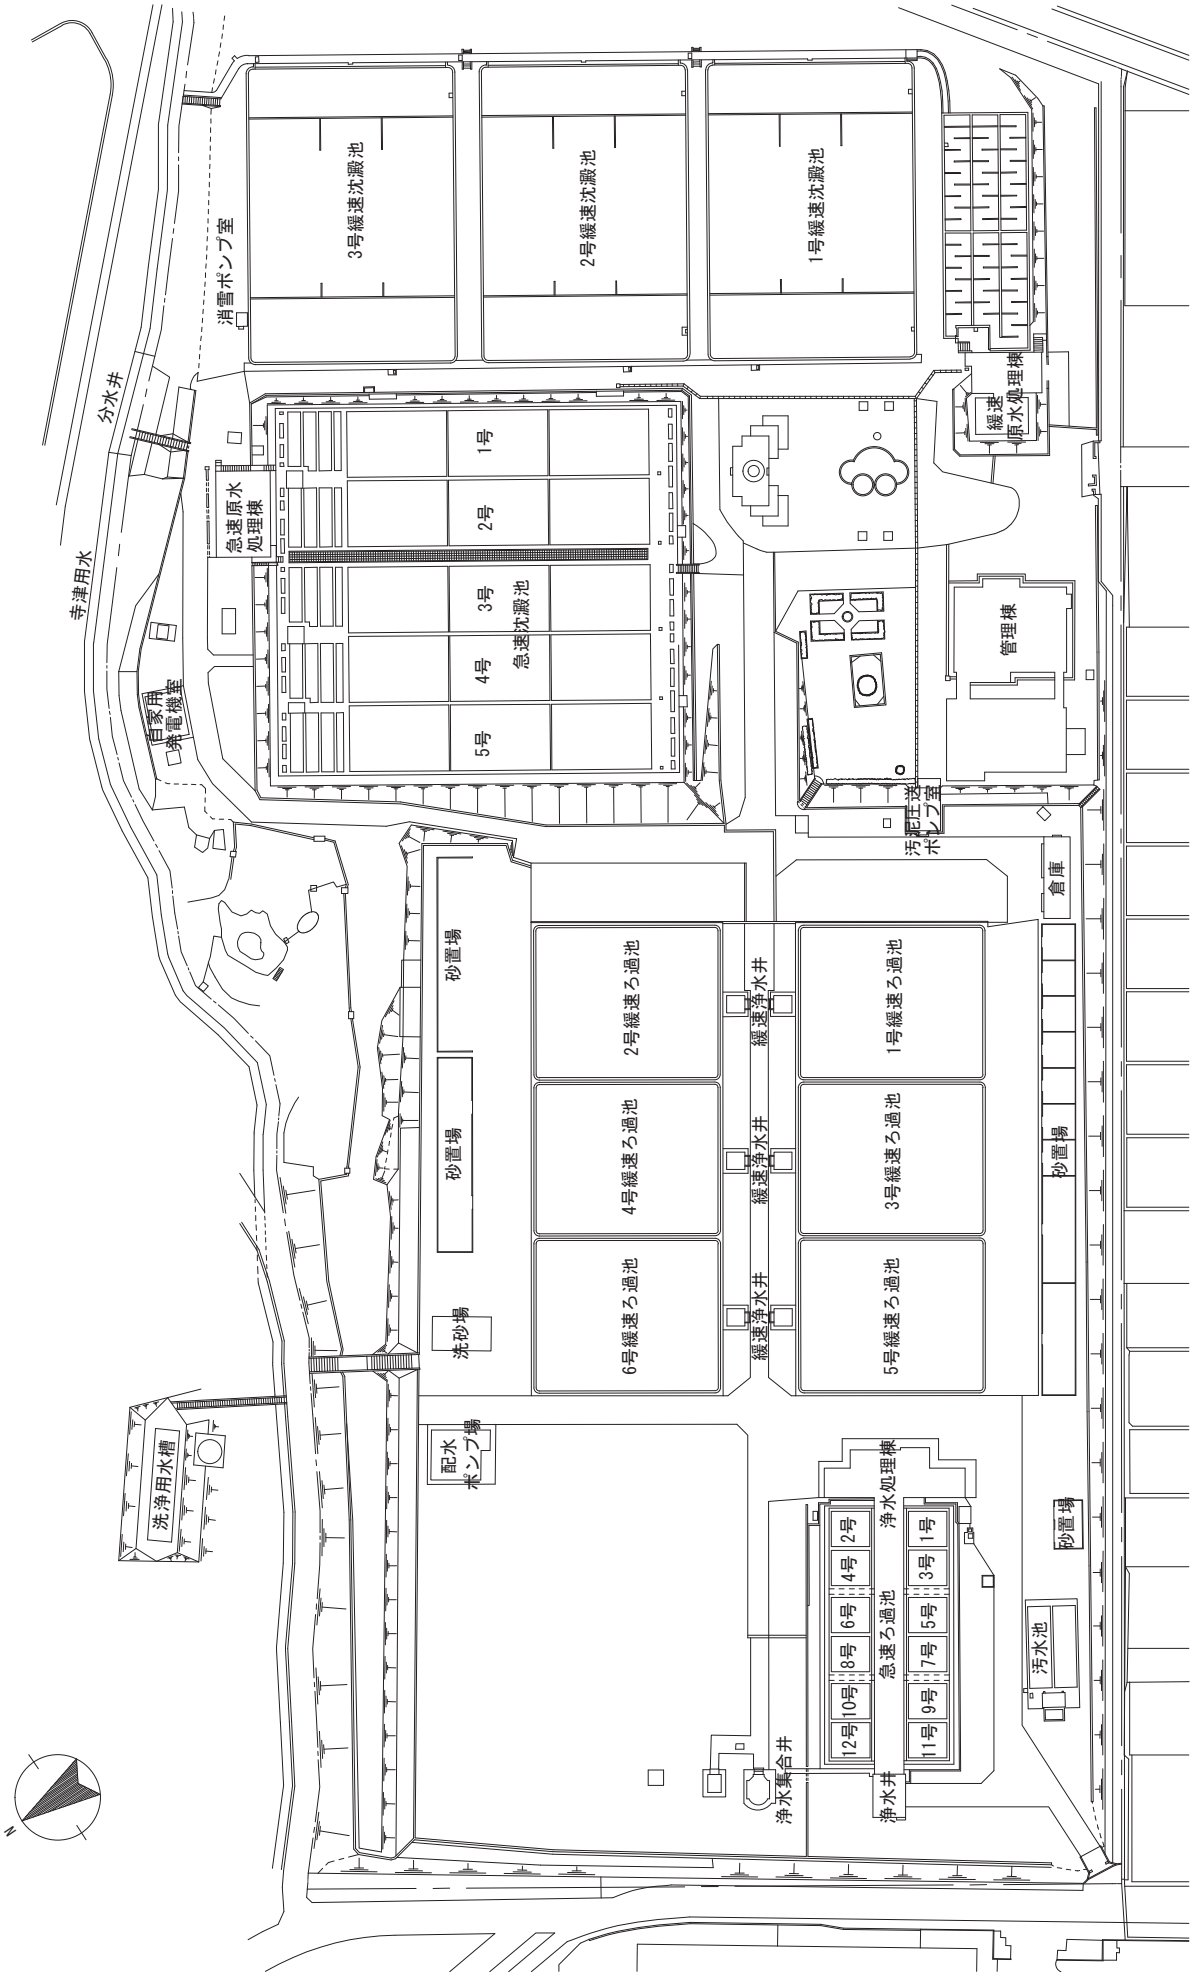 寺津用水
分水井
消雪ポンプ室
3号緩速沈澱池
2号緩速沈澱池
1号緩速沈澱池
急速原水
処理棟
自家用
発電機室
1号
2号
3号
急速沈澱池
4号
5号
緩速
原水処理棟
管理棟
汚泥圧送
ポンプ室
倉庫
砂置場
砂置場
洗砂場
2号緩速ろ過池
4号緩速ろ過池
6号緩速ろ過池
緩速浄水井
緩速浄水井
緩速浄水井
1号緩速ろ過池
3号緩速ろ過池
5号緩速ろ過池
砂置場
洗浄用水槽
配水
ポンプ場
浄水処理棟
2号
4号
6号
8号
10号
12号
急速ろ過池
1号
3号
5号
7号
9号
11号
浄水集合井
浄水井
砂置場
汚水池
N